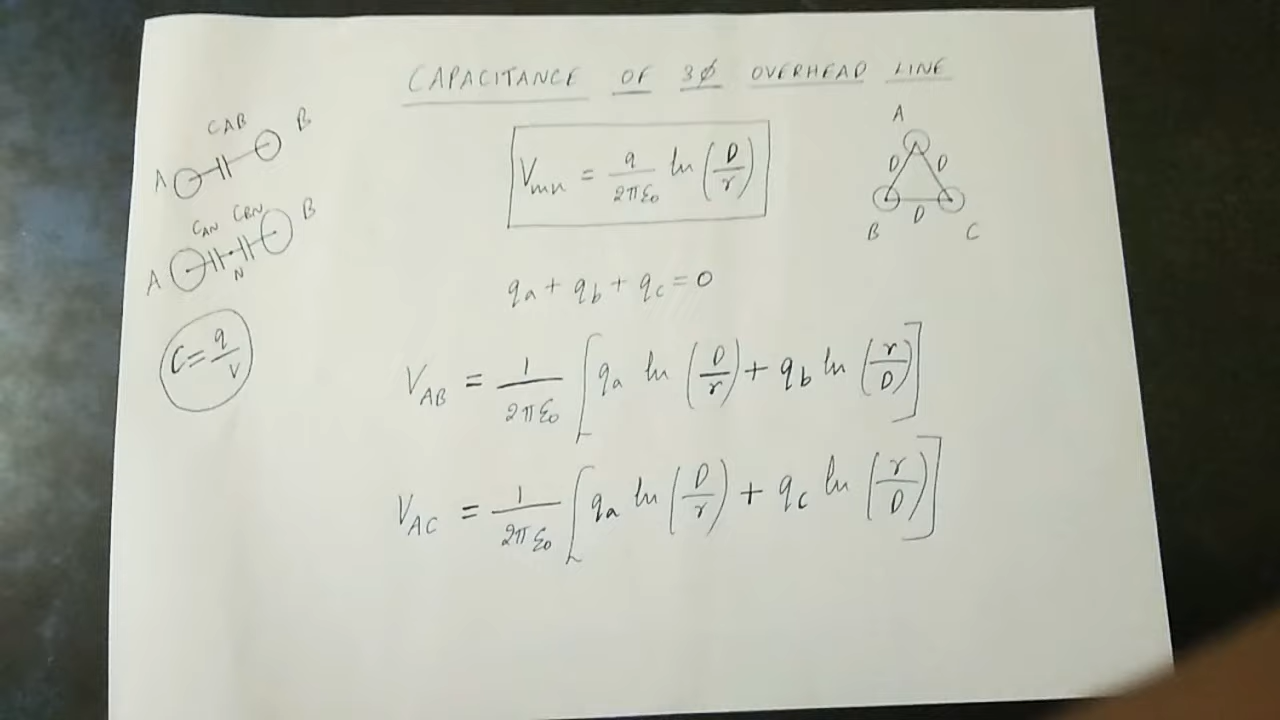 CAPACITANCE OF 3ϕ OVERHEAD LINE
CAB
A B
CAN CBN
A N B
C = q/V
Vmn = q/2πε₀ ln (D/r)
A
D D
B D C
qa + qb + qc = 0
VAB = 1/2πε₀ [qa ln (D/r) + qb ln (r/D)]
VAC = 1/2πε₀ [qa ln (D/r) + qc ln (r/D)]